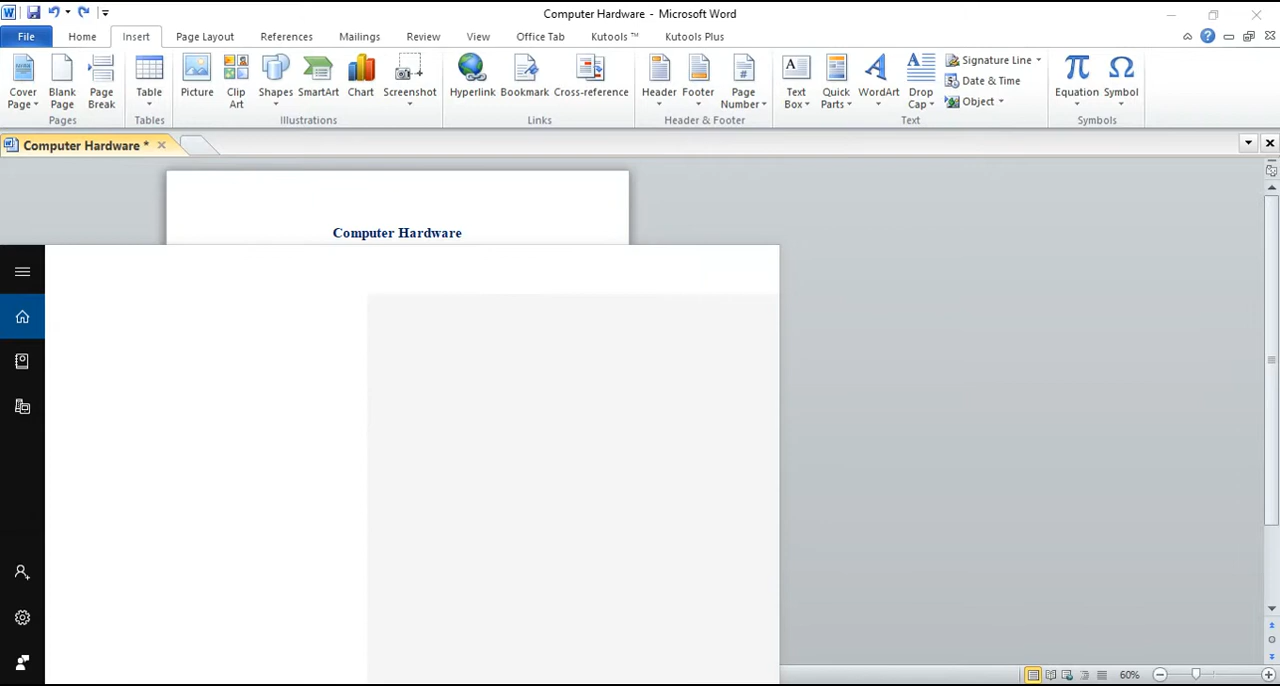 Computer Hardware - Microsoft Word
File Home Insert Page Layout References Mailings Review View Office Tab Kutools ™ Kutools Plus
Cover Page Blank Page Page Break Table Picture Clip Art Shapes SmartArt Chart Screenshot Hyperlink Bookmark Cross-reference Header Footer Page Number Text Box Quick Parts WordArt Drop Cap Signature Line Equation Symbol
Date & Time
Object
Pages Tables Illustrations Links Header & Footer Text Symbols
Computer Hardware *
Computer Hardware
60%